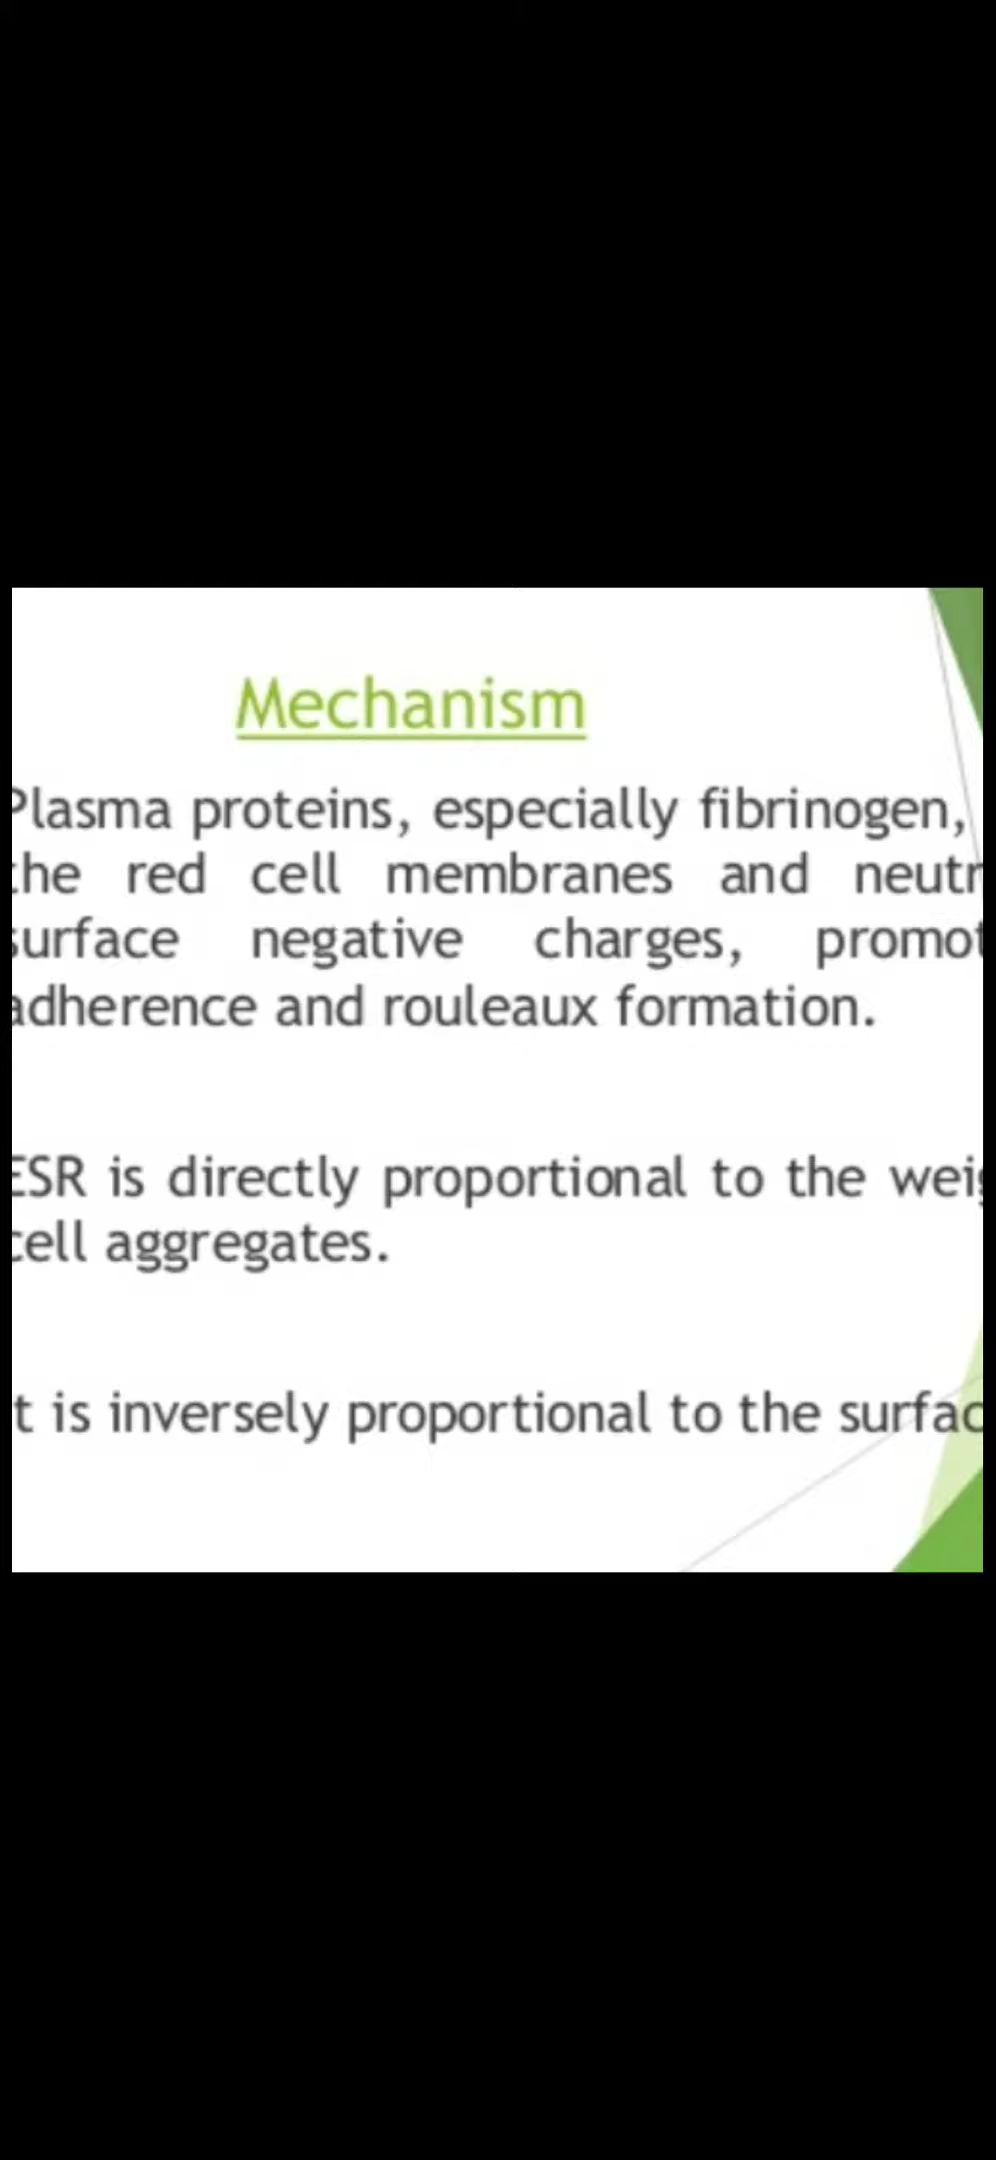 Mechanism
Plasma proteins, especially fibrinogen,
the red cell membranes and neutr
surface negative charges, promot
adherence and rouleaux formation.
ESR is directly proportional to the weig
cell aggregates.
t is inversely proportional to the surfac